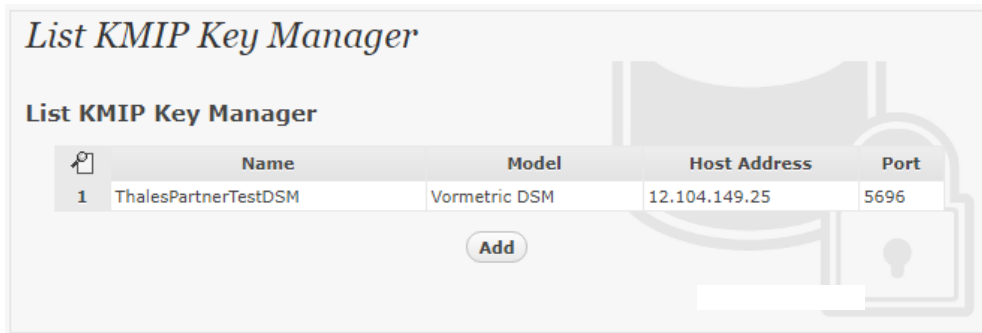 List KMIP Key Manager
List KMIP Key Manager
Name Model Host Address Port
1 ThalesPartnerTestDSM Vormetric DSM 12.104.149.25 5696
Add